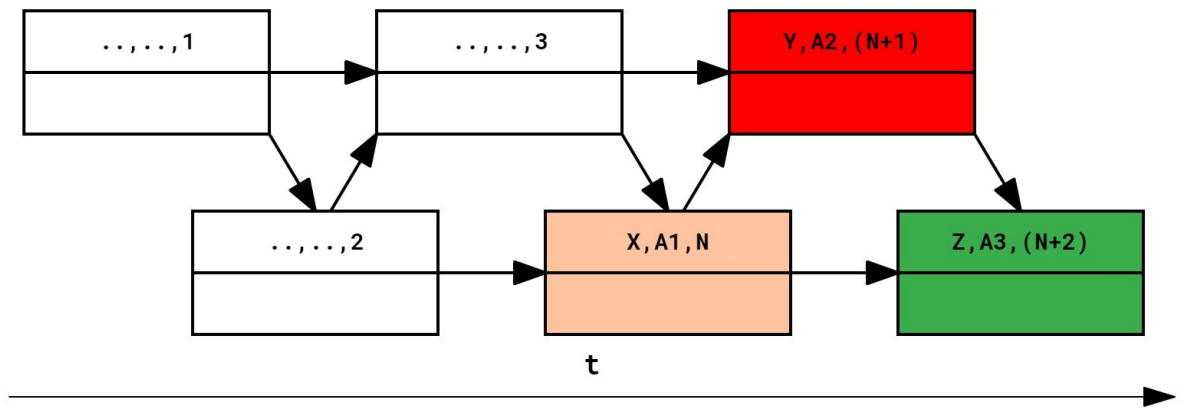 ..,..,1
..,..,3
Y,A2,(N+1)
..,..,2
X,A1,N
Z,A3,(N+2)
t